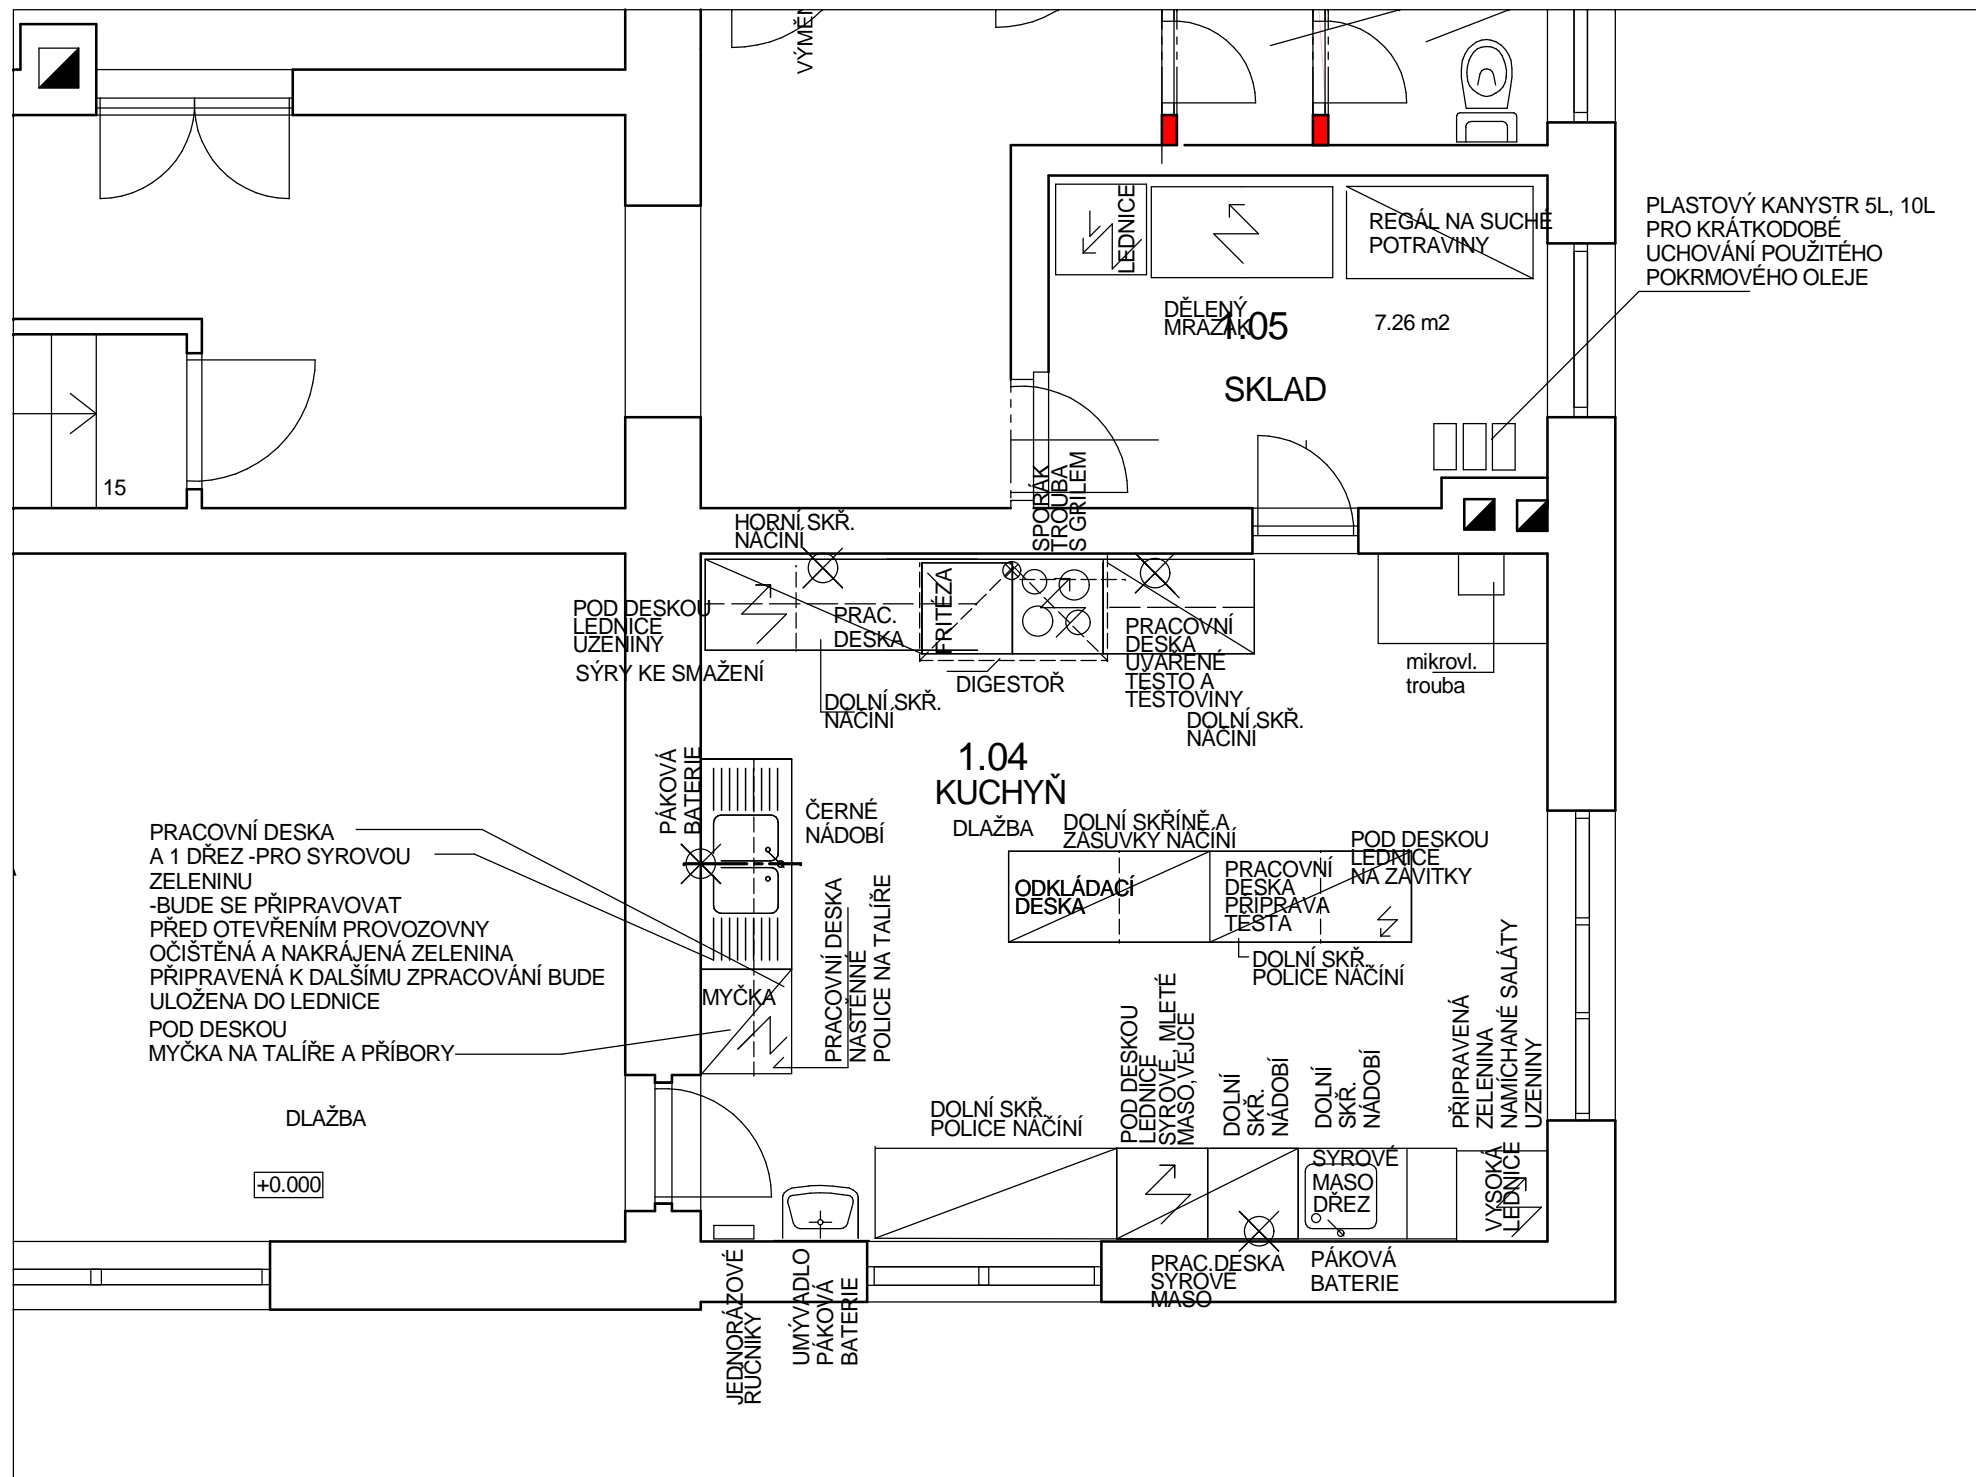 VÝMĚN
LEDNICE
REGÁL NA SUCHÉ
POTRAVINY
PLASTOVÝ KANYSTR 5L, 10L
PRO KRÁTKODOBÉ
UCHOVÁNÍ POUŽITÉHO
POKRMOVÉHO OLEJE
DĚLENÝ
MRAZÁK
1.05
7.26 m2
SKLAD
15
HORNÍ SKŘ.
NÁČINÍ
SPORÁK
TROUBA
S GRILEM
POD DESKOU
LEDNICE
UZENINY
SÝRY KE SMAŽENÍ
PRAC.
DESKA
FRITÉZA
PRACOVNÍ
DESKA
UVAŘENÉ
TĚSTO A
TĚSTOVINY
DIGESTOŘ
DOLNÍ SKŘ.
NÁČINÍ
DOLNÍ SKŘ.
NÁČINÍ
mikrovl.
trouba
1.04
KUCHYŇ
DLAŽBA
PÁKOVÁ
BATERIE
ČERNÉ
NÁDOBÍ
DOLNÍ SKŘÍNĚ A
ZÁSUVKY NÁČINÍ
POD DESKOU
LEDNICE
NA ZÁVITKY
ODKLÁDACÍ
DESKA
PRACOVNÍ
DESKA
PŘÍPRAVA
TĚSTA
DOLNÍ SKŘ.
POLICE NÁČINÍ
PRACOVNÍ DESKA
A 1 DŘEZ -PRO SYROVOU
ZELENINU
-BUDE SE PŘIPRAVOVAT
PŘED OTEVŘENÍM PROVOZOVNY
OČIŠTĚNÁ A NAKRÁJENÁ ZELENINA
PŘIPRAVENÁ K DALŠÍMU ZPRACOVÁNÍ BUDE
ULOŽENA DO LEDNICE
POD DESKOU
MYČKA NA TALÍŘE A PŘÍBORY
MYČKA
PRACOVNÍ DESKA
NÁSTĚNNÉ
POLICE NA TALÍŘE
DLAŽBA
+0.000
DOLNÍ SKŘ.
POLICE NÁČINÍ
POD DESKOU
LEDNICE
SYROVÉ , MLETÉ
MASO,VEJCE
DOLNÍ
SKŘ.
NÁDOBÍ
DOLNÍ
SKŘ.
NÁDOBÍ
PŘIPRAVENÁ
ZELENINA
NAMÍCHANÉ SALÁTY
UZENINY
SYROVÉ
MASO
DŘEZ
VYSOKÁ
LEDNICE
JEDNORÁZOVÉ
RUČNÍKY
UMÝVADLO
PÁKOVÁ
BATERIE
PRAC.DESKA
SYROVÉ
MASO
PÁKOVÁ
BATERIE